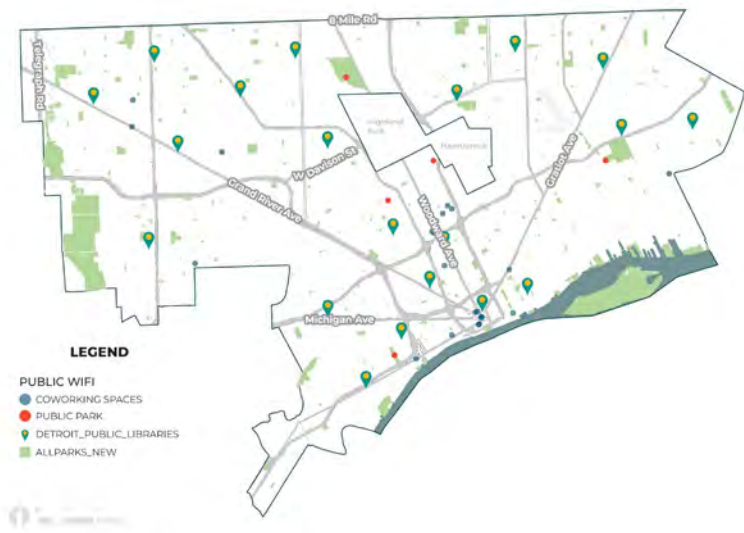 8 Mile Rd
Telegraph Rd
Highland
Park
Hamtramck
W Davison St
Grand River Ave
Woodward Ave
Gratiot Ave
Michigan Ave
LEGEND
PUBLIC WIFI
COWORKING SPACES
PUBLIC PARK
DETROIT_PUBLIC_LIBRARIES
ALLPARKS_NEW